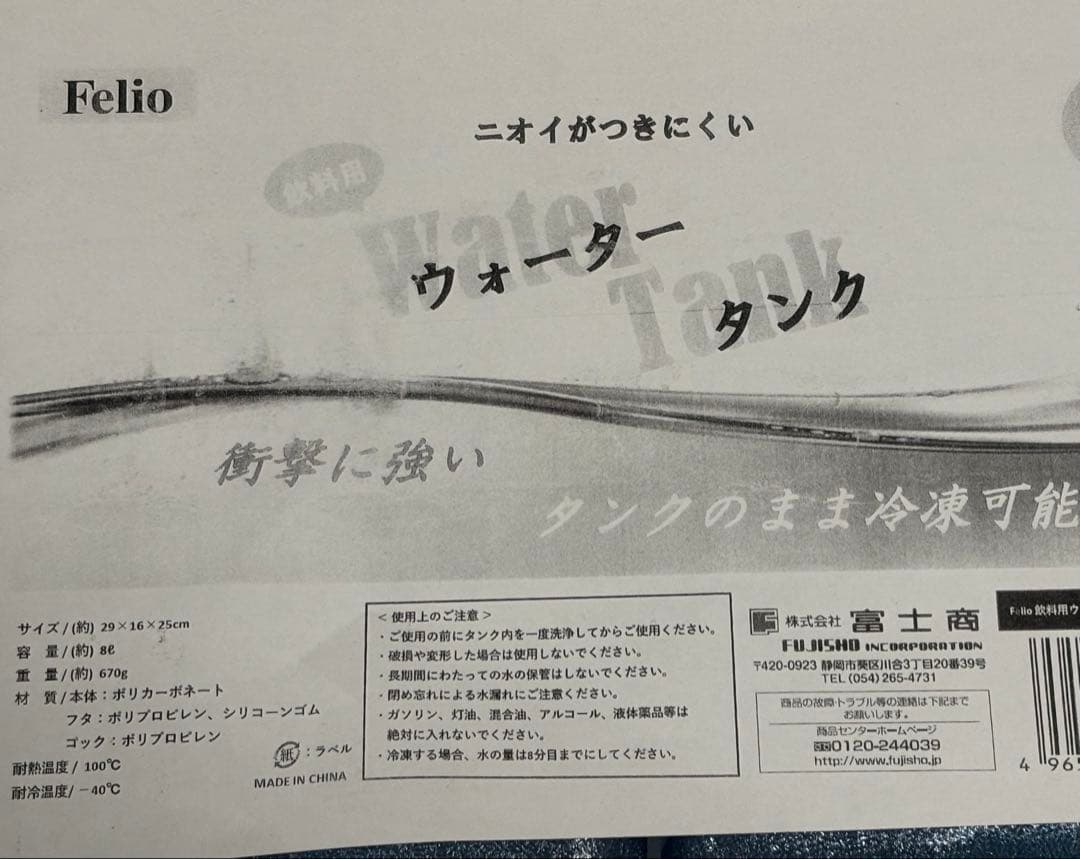 Felio
ニオイがつきにくい
飲料用
Water
ウォーター
Tank
タンク
衝撃に強い
タンクのまま冷凍可能
サイズ/(約) 29×16×25cm
容 量/(約) 8ℓ
重 量/(約) 670g
材 質/本体：ポリカーボネート
フタ：ポリプロピレン、シリコーンゴム
コック：ポリプロピレン
耐熱温度/ 100℃
耐冷温度/ －40℃
紙：ラベル
MADE IN CHINA
＜使用上のご注意＞
・ご使用の前にタンク内を一度洗浄してからご使用ください。
・破損や変形した場合は使用しないでください。
・長期間にわたっての水の保管はしないでください。
・閉め忘れによる水漏れにご注意ください。
・ガソリン、灯油、混合油、アルコール、液体薬品等は
絶対に入れないでください。
・冷凍する場合、水の量は8分目までにしてください。
株式会社 富士商
FUJISHO INCORPORATION
〒420-0923 静岡市葵区川合3丁目20番39号
TEL (054) 265-4731
商品の故障・トラブル等の連絡は下記まで
お願いします。
商品センターホームページ
0120-244039
http://www.fujisho.jp
Felio 飲料用ウ
4 965